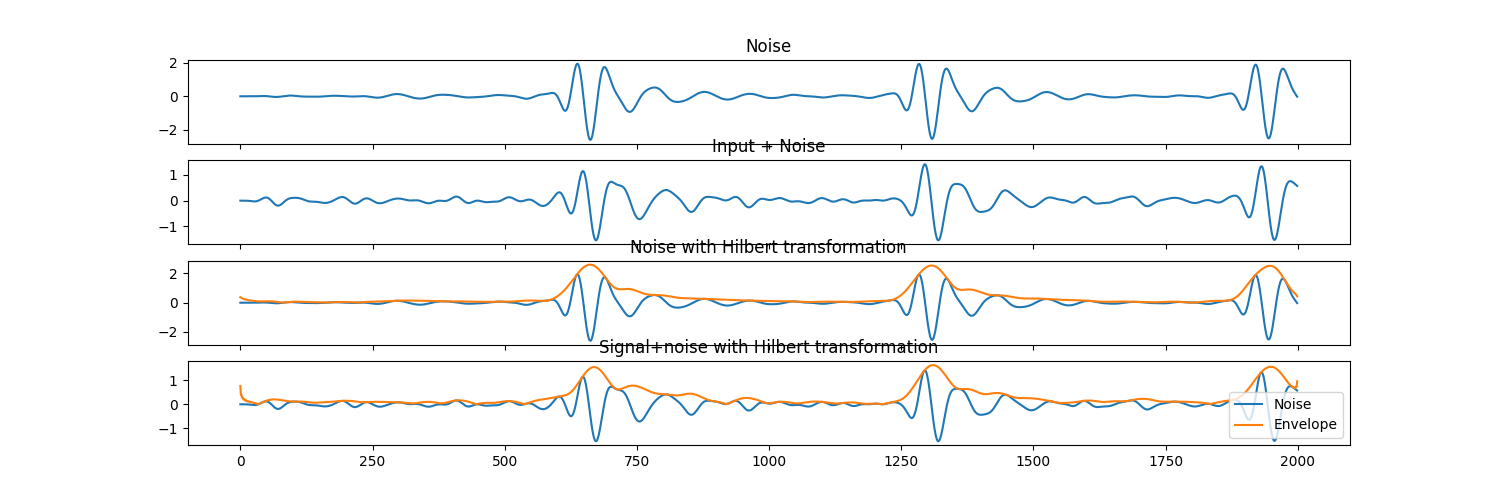 Noise
2
0
−2
Input + Noise
1
0
−1
Noise with Hilbert transformation
2
0
−2
Signal+noise with Hilbert transformation
1
0
−1
Noise
Envelope
0 250 500 750 1000 1250 1500 1750 2000